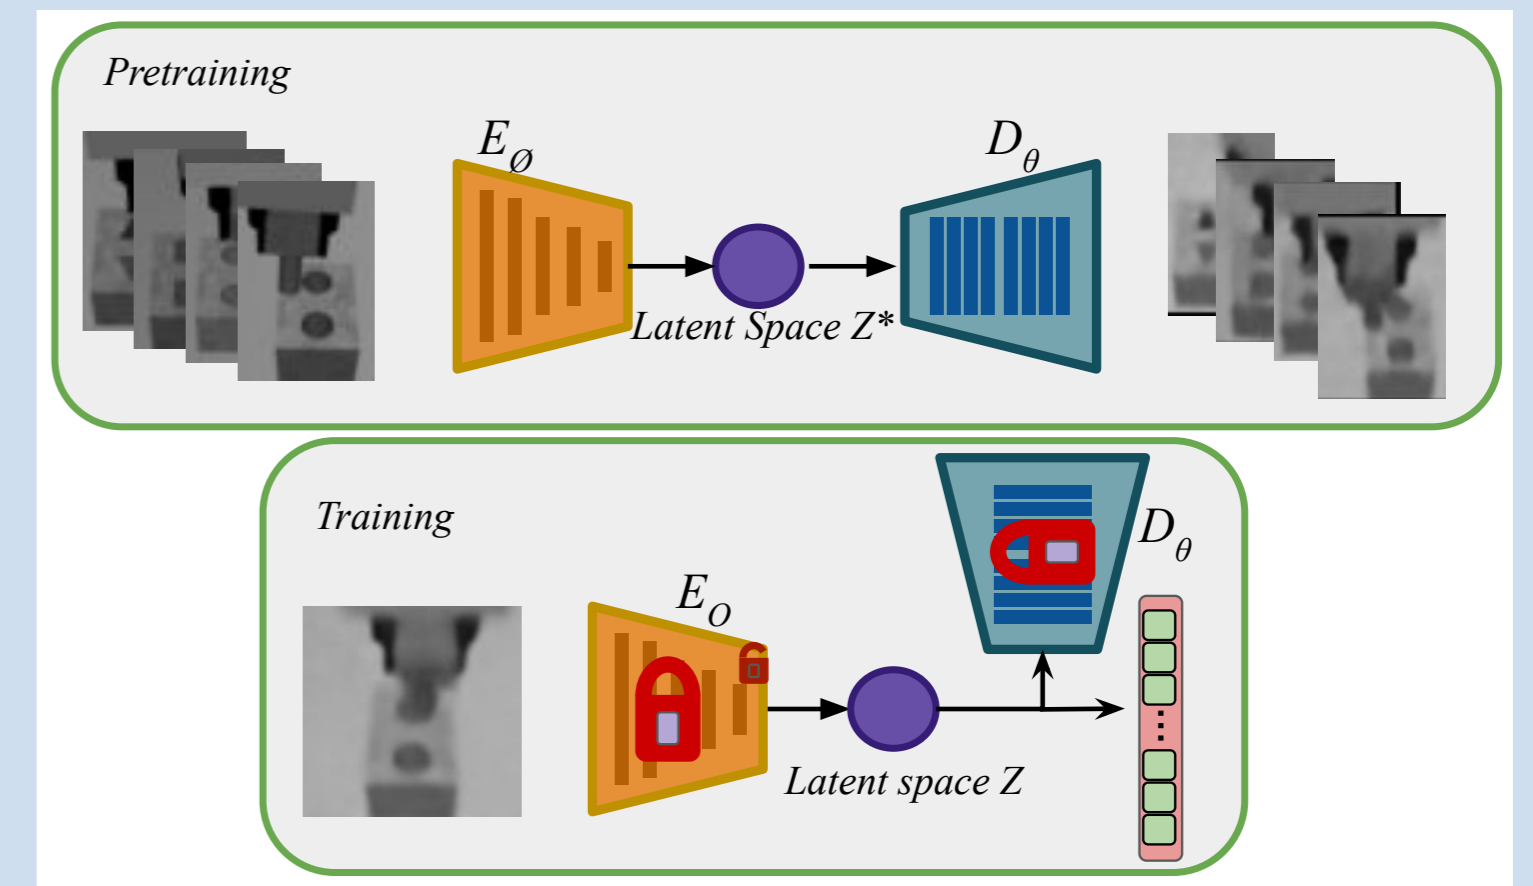 Pretraining
E_Ø
D_θ
Latent Space Z*
Training
D_θ
E_O
Latent space Z